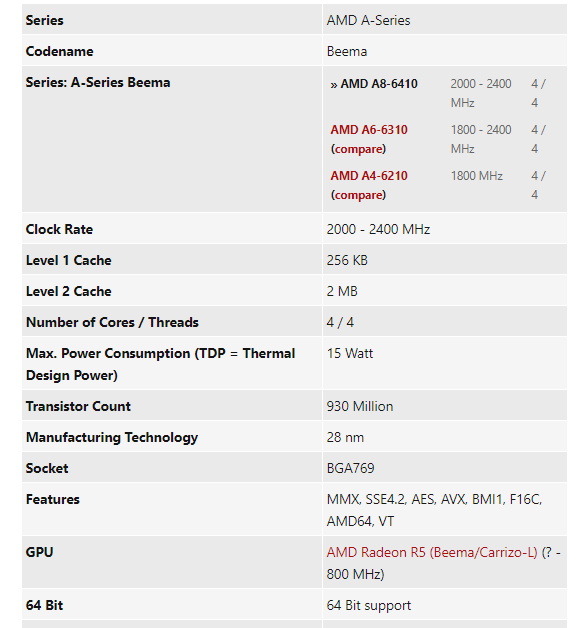 Series AMD A-Series
Codename Beema
Series: A-Series Beema » AMD A8-6410 2000 - 2400 4 /
MHz 4
AMD A6-6310 1800 - 2400 4 /
(compare) MHz 4
AMD A4-6210 1800 MHz 4 /
(compare) 4
Clock Rate 2000 - 2400 MHz
Level 1 Cache 256 KB
Level 2 Cache 2 MB
Number of Cores / Threads 4 / 4
Max. Power Consumption (TDP = Thermal 15 Watt
Design Power)
Transistor Count 930 Million
Manufacturing Technology 28 nm
Socket BGA769
Features MMX, SSE4.2, AES, AVX, BMI1, F16C,
AMD64, VT
GPU AMD Radeon R5 (Beema/Carrizo-L) (? -
800 MHz)
64 Bit 64 Bit support